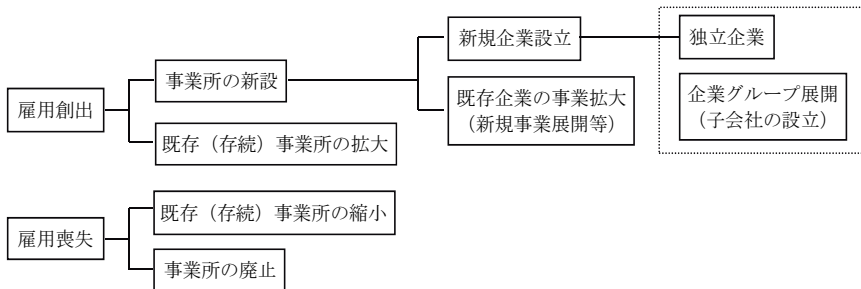 雇用創出
事業所の新設
既存（存続）事業所の拡大
新規企業設立
既存企業の事業拡大
（新規事業展開等）
独立企業
企業グループ展開
（子会社の設立）
雇用喪失
既存（存続）事業所の縮小
事業所の廃止